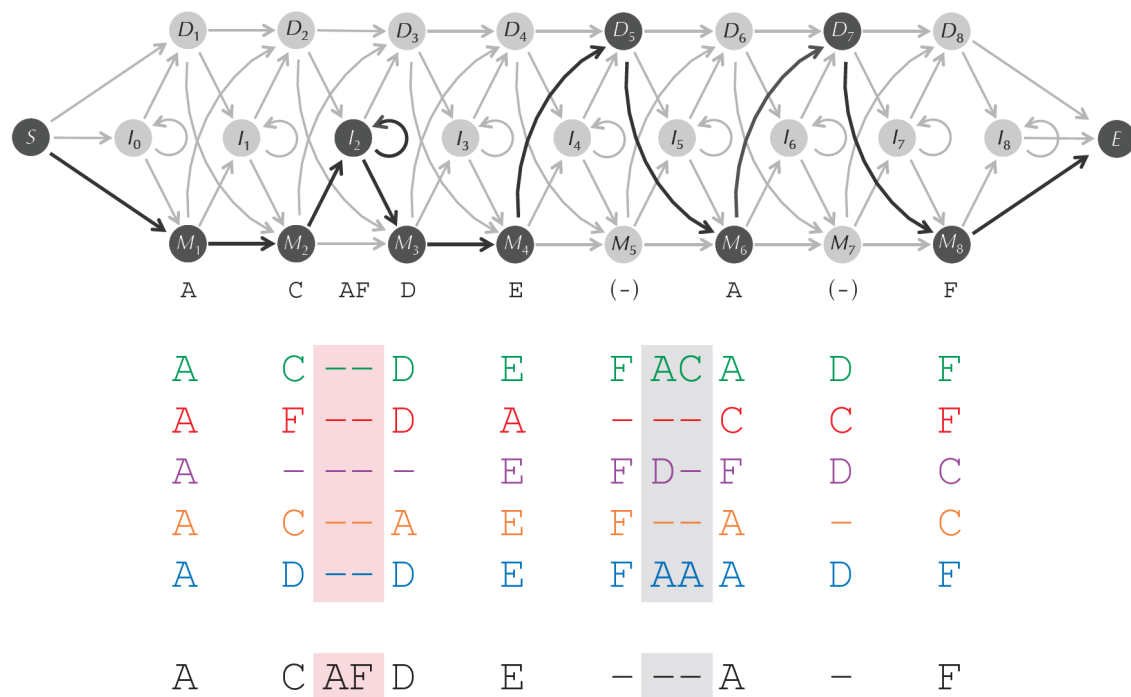 D1 D2 D3 D4 D5 D6 D7 D8
S I0 I1 I2 I3 I4 I5 I6 I7 I8 E
M1 M2 M3 M4 M5 M6 M7 M8
A C AF D E (-) A (-) F
A C -- D E F AC A D F
A F -- D A - -- C C F
A - -- - E F D- F D C
A C -- A E F -- A - C
A D -- D E F AA A D F
A C AF D E - -- A - F